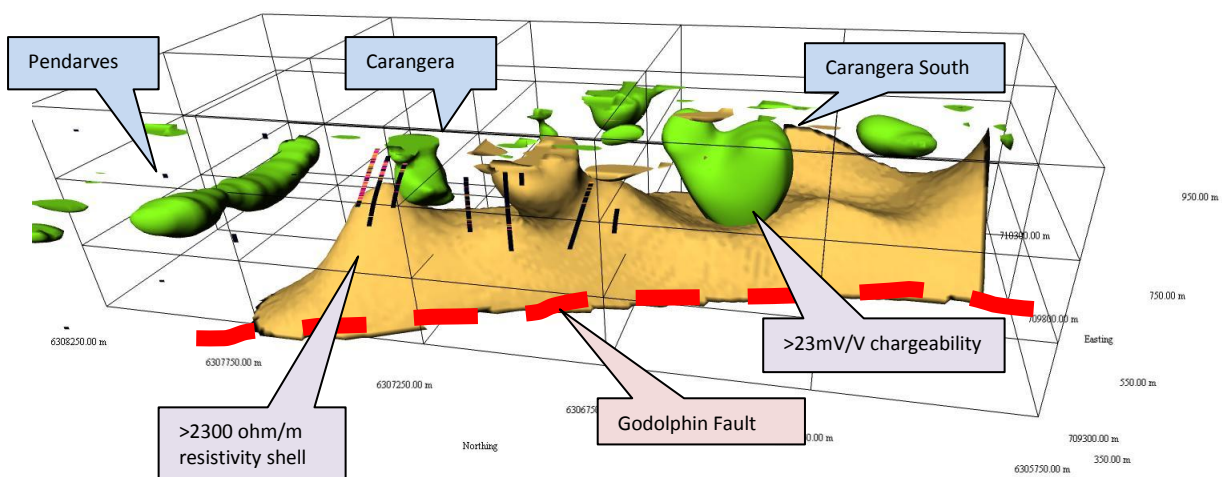 Pendarves
Carangera
Carangera South
950.00 m
710300.00 m
750.00 m
709800.00 m
Easting
6308250.00 m
6307750.00 m
6307250.00 m
550.00 m
>23mV/V chargeability
Godolphin Fault
>2300 ohm/m
resistivity shell
Northing
709300.00 m
350.00 m
6305750.00 m